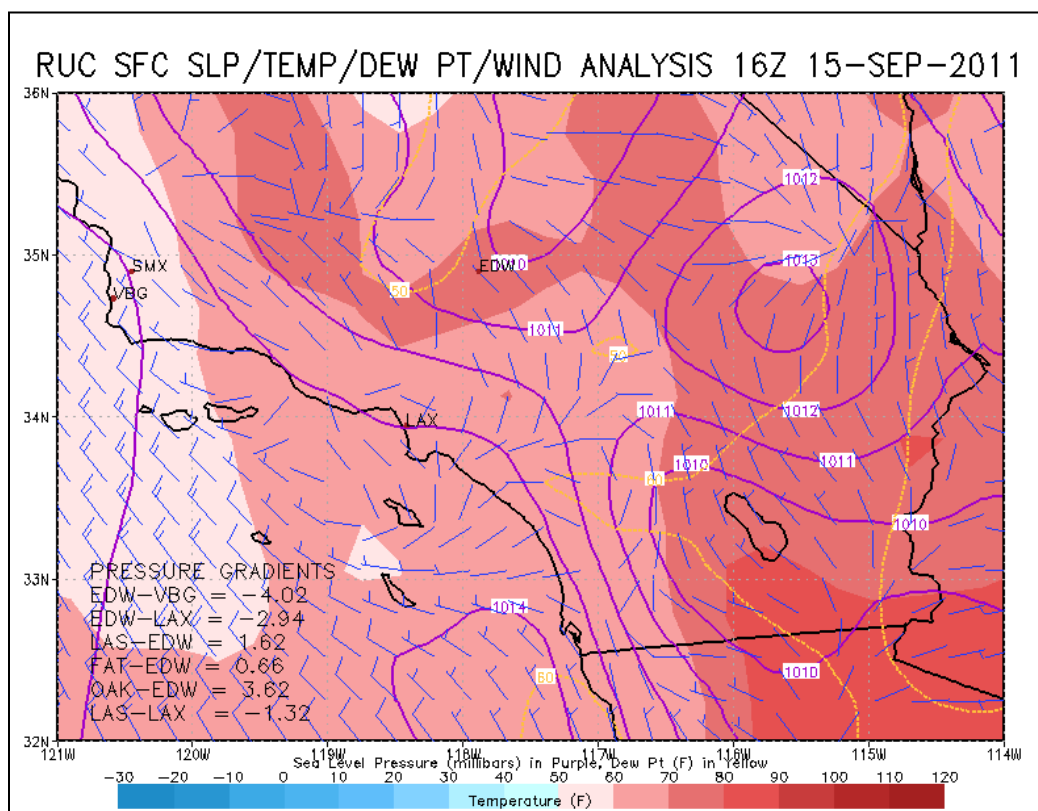 RUC SFC SLP/TEMP/DEW PT/WIND ANALYSIS 16Z 15-SEP-2011
36N
1012
35N
SMX
EDW
1010
1013
VBG
50
1011
50
34N
LAX
1011
1012
1011
1010
60
1010
33N
PRESSURE GRADIENTS
EDW-VBG = -4.02
EDW-LAX = -2.94
LAS-EDW = 1.62
FAT-EDW = 0.66
OAK-EDW = 3.62
LAS-LAX = -1.32
1014
60
1010
32N
121W 120W 119W 118W 117W 116W 115W 114W
Sea Level Pressure (millibars) in Purple, Dew Pt (F) in Yellow
-30 -20 -10 0 10 20 30 40 50 60 70 80 90 100 110 120
Temperature (F)